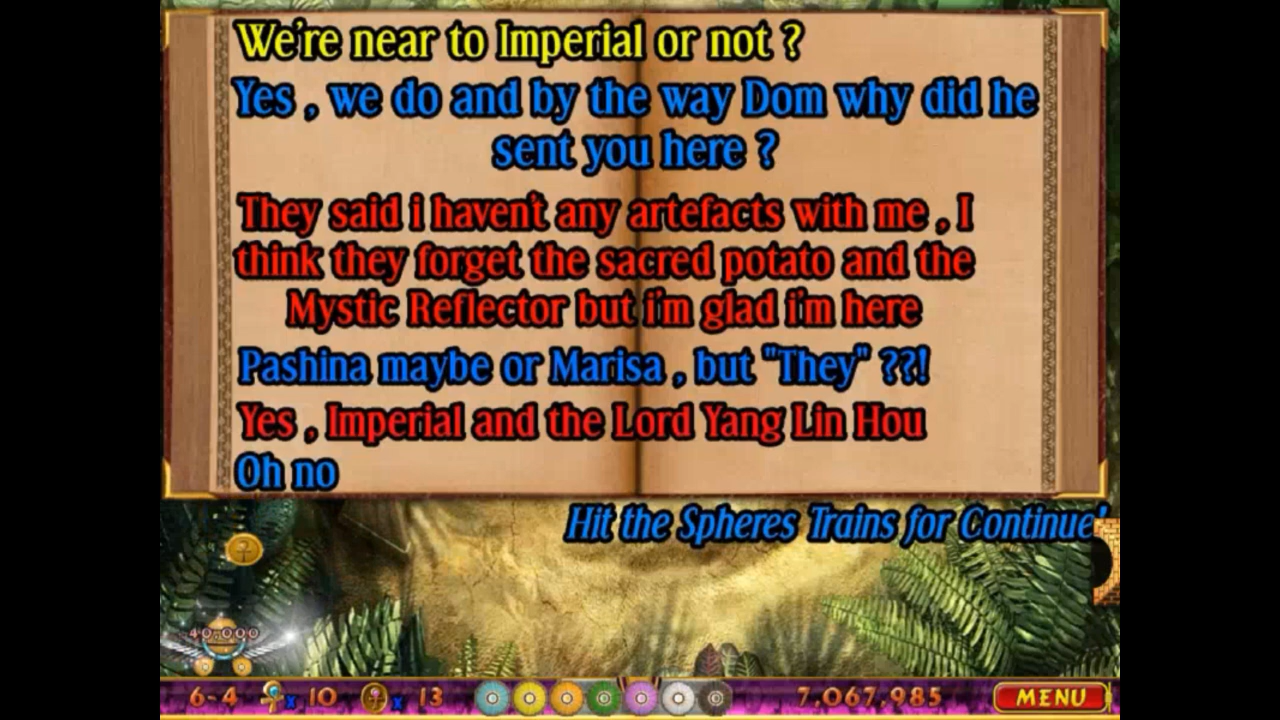 We're near to Imperial or not ?
Yes , we do and by the way Dom why did he
sent you here ?
They said i haven't any artefacts with me , I
think they forget the sacred potato and the
Mystic Reflector but i'm glad i'm here
Pashina maybe or Marisa , but "They" ??!
Yes , Imperial and the Lord Yang Lin Hou
Oh no
Hit the Spheres Trains for Continue!
40,000
6-4 x 10 x 13 7,067,985 MENU